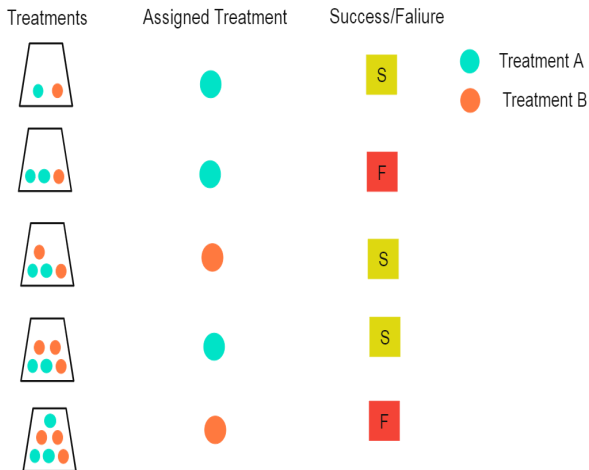 Treatments
Assigned Treatment
Success/Faliure
S
Treatment A
Treatment B
F
S
S
F